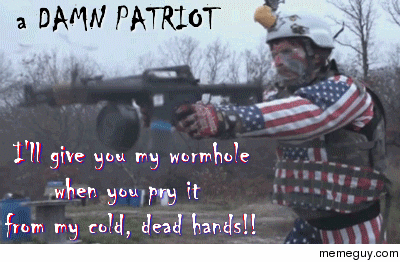 a DAMN PATRIOT
I'll give you my wormhole
when you pry it
from my cold, dead hands!!
memeguy.com